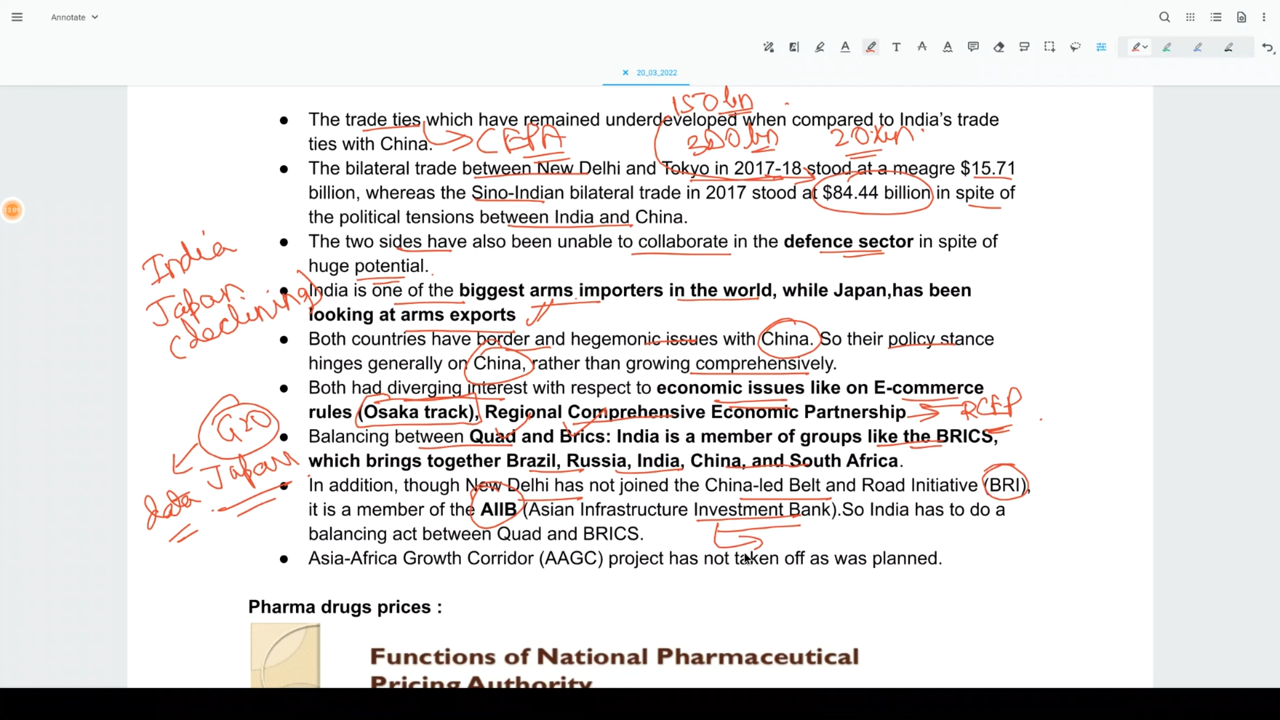 Annotate
20_03_2022
150bn
The trade ties which have remained underdeveloped when compared to India's trade
ties with China.
CEPA
300bn
20bn
The bilateral trade between New Delhi and Tokyo in 2017-18 stood at a meagre $15.71
billion, whereas the Sino-Indian bilateral trade in 2017 stood at $84.44 billion in spite of
the political tensions between India and China.
The two sides have also been unable to collaborate in the defence sector in spite of
huge potential.
India
Japan
(declining)
India is one of the biggest arms importers in the world, while Japan,has been
looking at arms exports
Both countries have border and hegemonic issues with China. So their policy stance
hinges generally on China, rather than growing comprehensively.
Both had diverging interest with respect to economic issues like on E-commerce
rules (Osaka track), Regional Comprehensive Economic Partnership
RCEP
G20
Japan
data
Balancing between Quad and Brics: India is a member of groups like the BRICS,
which brings together Brazil, Russia, India, China, and South Africa.
In addition, though New Delhi has not joined the China-led Belt and Road Initiative (BRI),
it is a member of the AIIB (Asian Infrastructure Investment Bank).So India has to do a
balancing act between Quad and BRICS.
Asia-Africa Growth Corridor (AAGC) project has not taken off as was planned.
Pharma drugs prices :
Functions of National Pharmaceutical
Pricing Authority